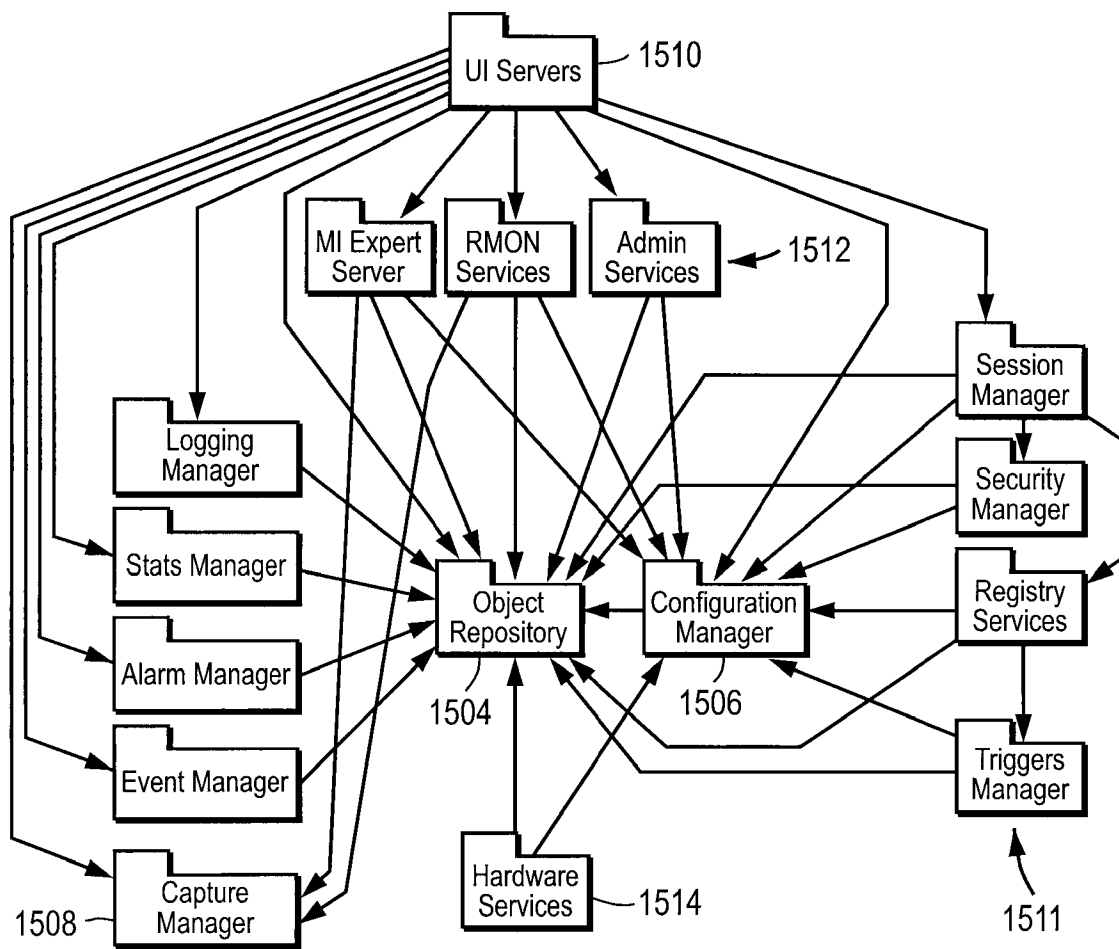 UI Servers
1510
MI Expert
Server
RMON
Services
Admin
Services
1512
Session
Manager
Logging
Manager
Security
Manager
Stats Manager
Object
Repository
1504
Configuration
Manager
1506
Registry
Services
Alarm Manager
Event Manager
Triggers
Manager
1511
Capture
Manager
1508
Hardware
Services
1514